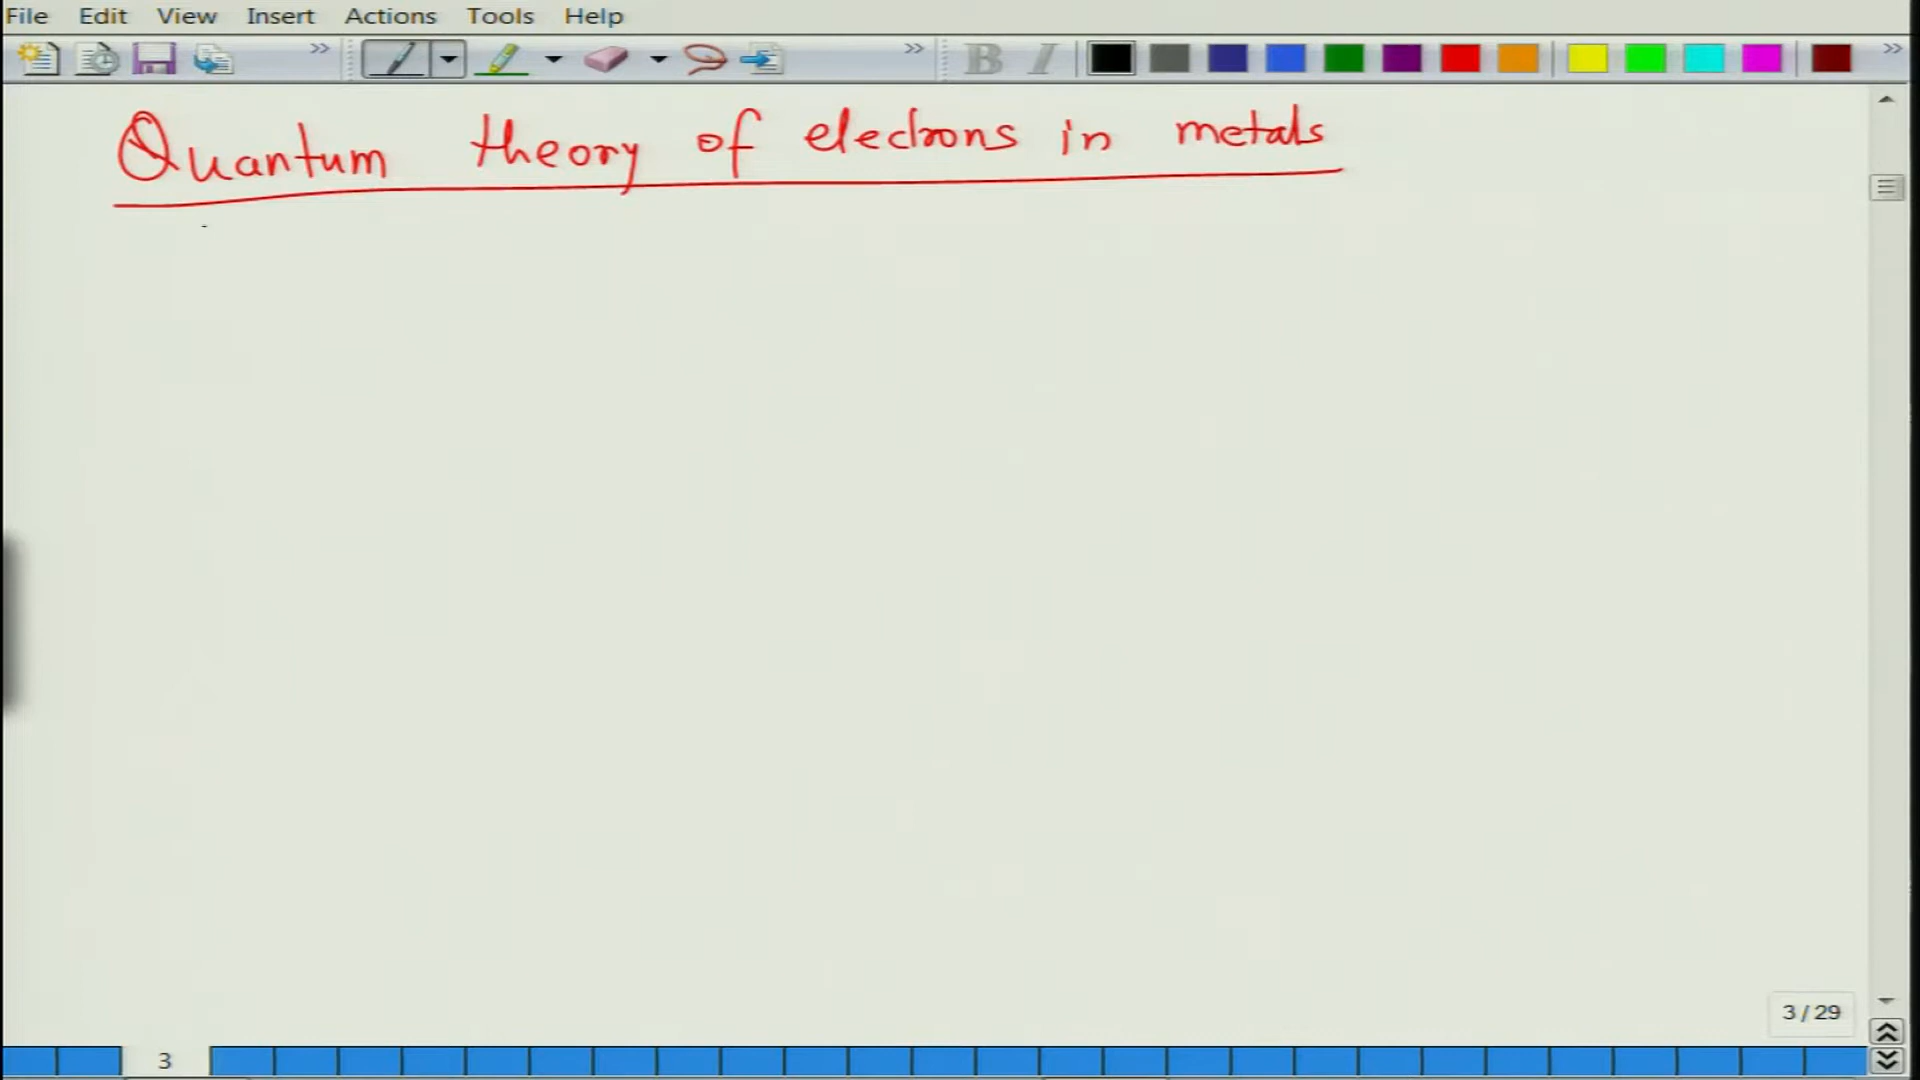 File Edit View Insert Actions Tools Help
B I
Quantum theory of electrons in metals
3 / 29
3